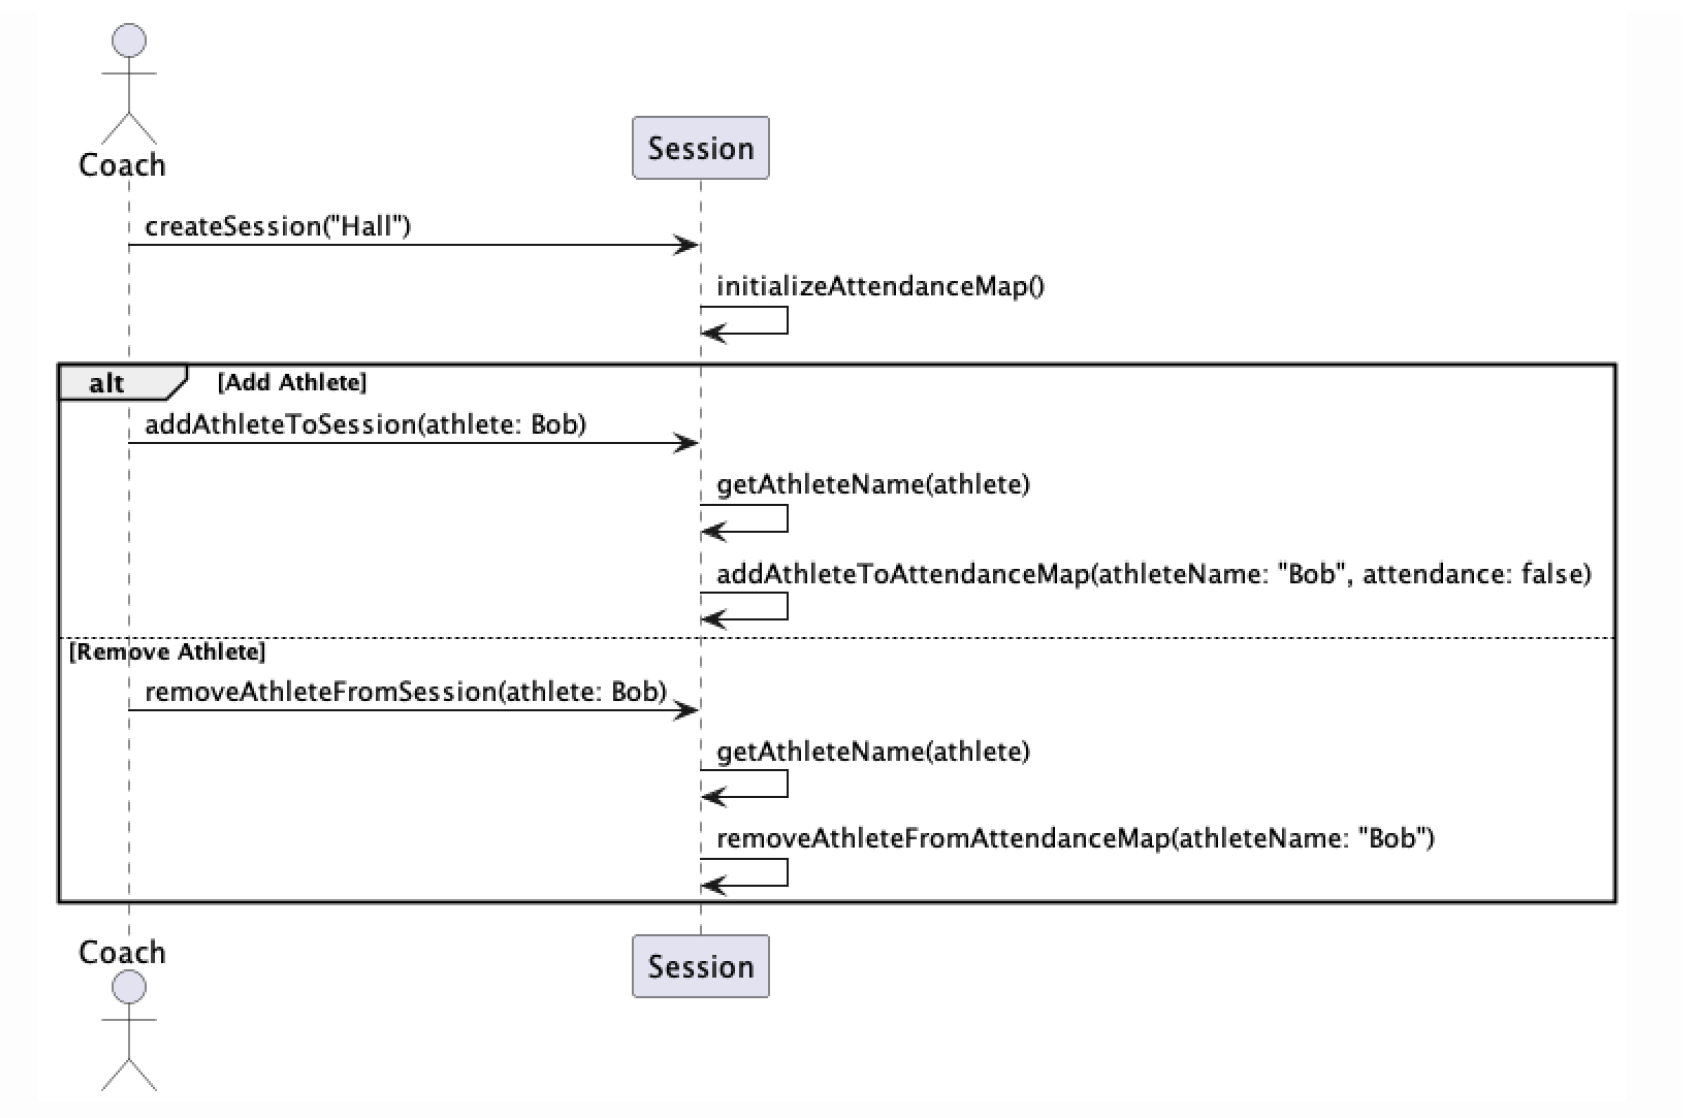 Coach
Session
createSession("Hall")
initializeAttendanceMap()
alt [Add Athlete]
addAthleteToSession(athlete: Bob)
getAthleteName(athlete)
addAthleteToAttendanceMap(athleteName: "Bob", attendance: false)
[Remove Athlete]
removeAthleteFromSession(athlete: Bob)
getAthleteName(athlete)
removeAthleteFromAttendanceMap(athleteName: "Bob")
Coach
Session